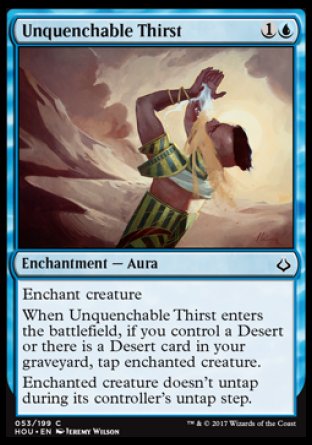 Unquenchable Thirst 1
Enchantment — Aura
Enchant creature
When Unquenchable Thirst enters
the battlefield, if you control a Desert
or there is a Desert card in your
graveyard, tap enchanted creature.
Enchanted creature doesn't untap
during its controller's untap step.
053/199 C
HOU • EN JEREMY WILSON
™ & © 2017 Wizards of the Coast